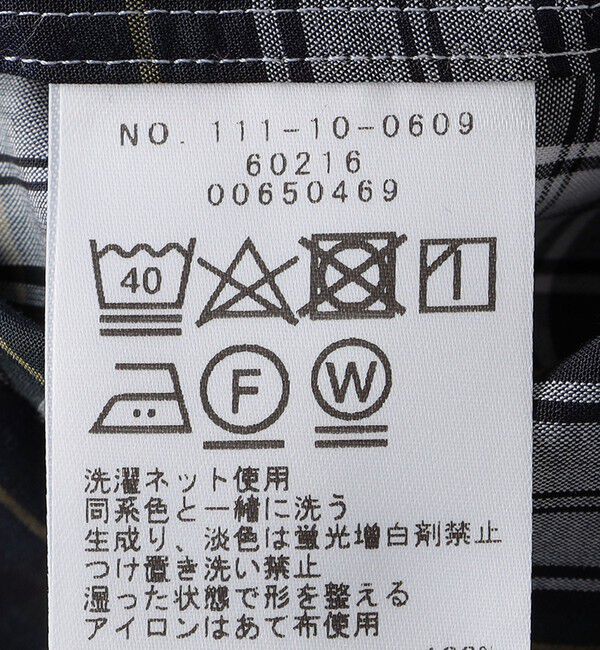 NO. 111-10-0609
60216
00650469
40
F W
洗濯ネット使用
同系色と一緒に洗う
生成り、淡色は蛍光増白剤禁止
つけ置き洗い禁止
湿った状態で形を整える
アイロンはあて布使用